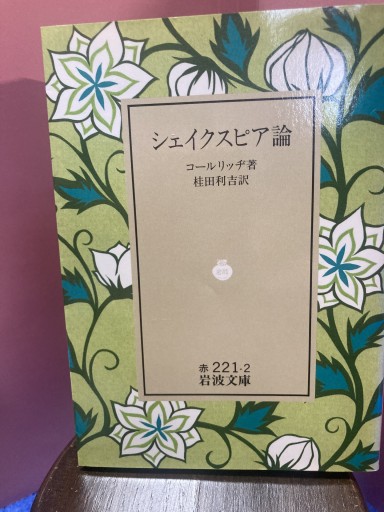 シェイクスピア論
コールリッヂ著
桂田利吉訳
赤 221-2
岩波文庫